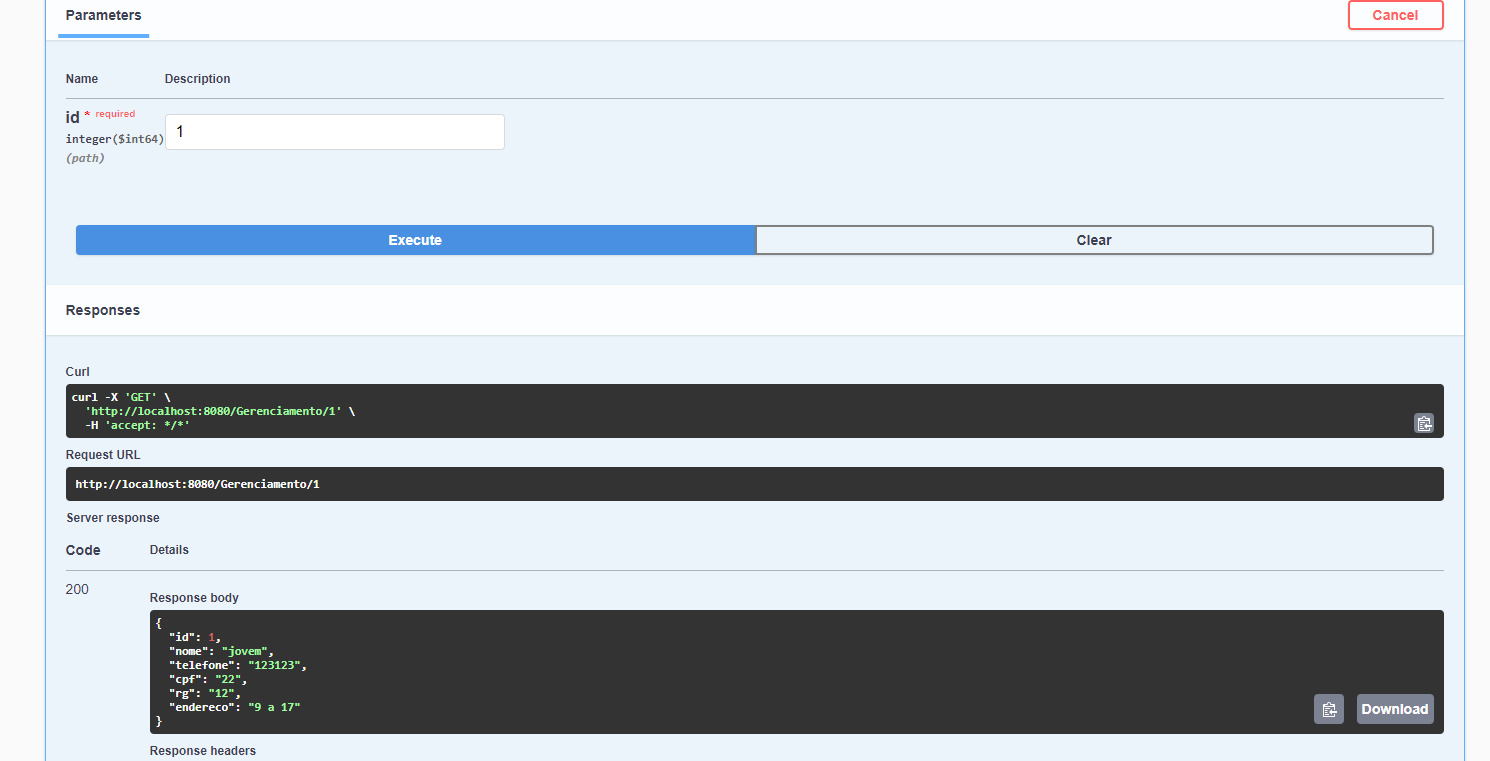 Parameters
Cancel
Name Description
id * required
integer($int64)
(path)
1
Execute Clear
Responses
Curl
curl -X 'GET' \
'http://localhost:8080/Gerenciamento/1' \
-H 'accept: */*'
Request URL
http://localhost:8080/Gerenciamento/1
Server response
Code Details
200
Response body
{
"id": 1,
"nome": "jovem",
"telefone": "123123",
"cpf": "22",
"rg": "12",
"endereco": "9 a 17"
}
Download
Response headers